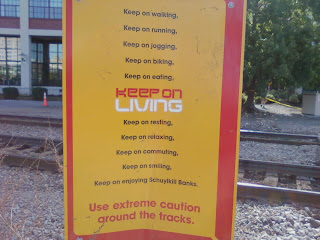 Keep on walking,
Keep on running,
Keep on jogging,
Keep on biking,
Keep on eating,
KEEP ON
LIVING
Keep on resting,
Keep on relaxing,
Keep on commuting,
Keep on smiling,
Keep on enjoying Schuylkill Banks.
Use extreme caution
around the tracks.